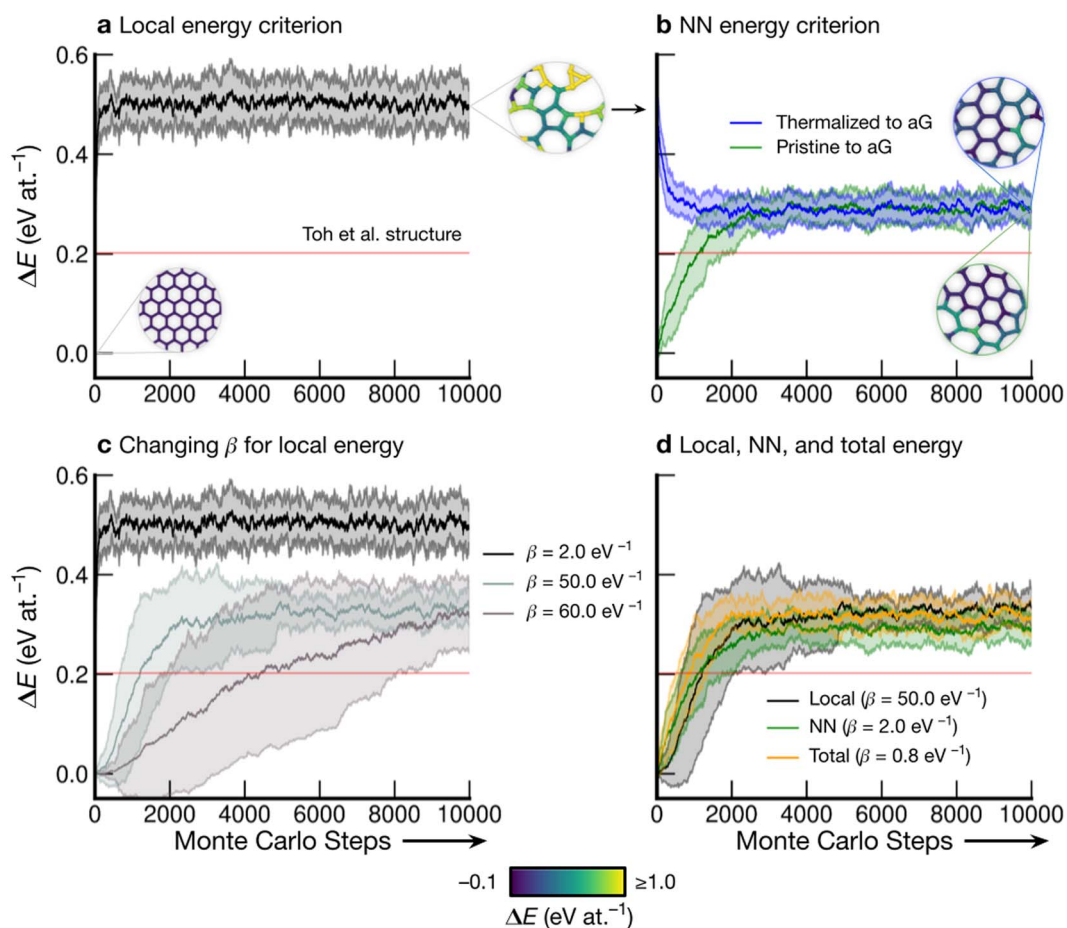 a Local energy criterion
0.6
0.4
0.2
0.0
ΔE (eV at.⁻¹)
Toh et al. structure
0 2000 4000 6000 8000 10000
b NN energy criterion
Thermalized to aG
Pristine to aG
0 2000 4000 6000 8000 10000
c Changing β for local energy
0.6
0.4
0.2
0.0
ΔE (eV at.⁻¹)
β = 2.0 eV ⁻¹
β = 50.0 eV ⁻¹
β = 60.0 eV ⁻¹
0 2000 4000 6000 8000 10000
Monte Carlo Steps
d Local, NN, and total energy
Local (β = 50.0 eV ⁻¹)
NN (β = 2.0 eV ⁻¹)
Total (β = 0.8 eV ⁻¹)
0 2000 4000 6000 8000 10000
Monte Carlo Steps
−0.1 ≥1.0
ΔE (eV at.⁻¹)